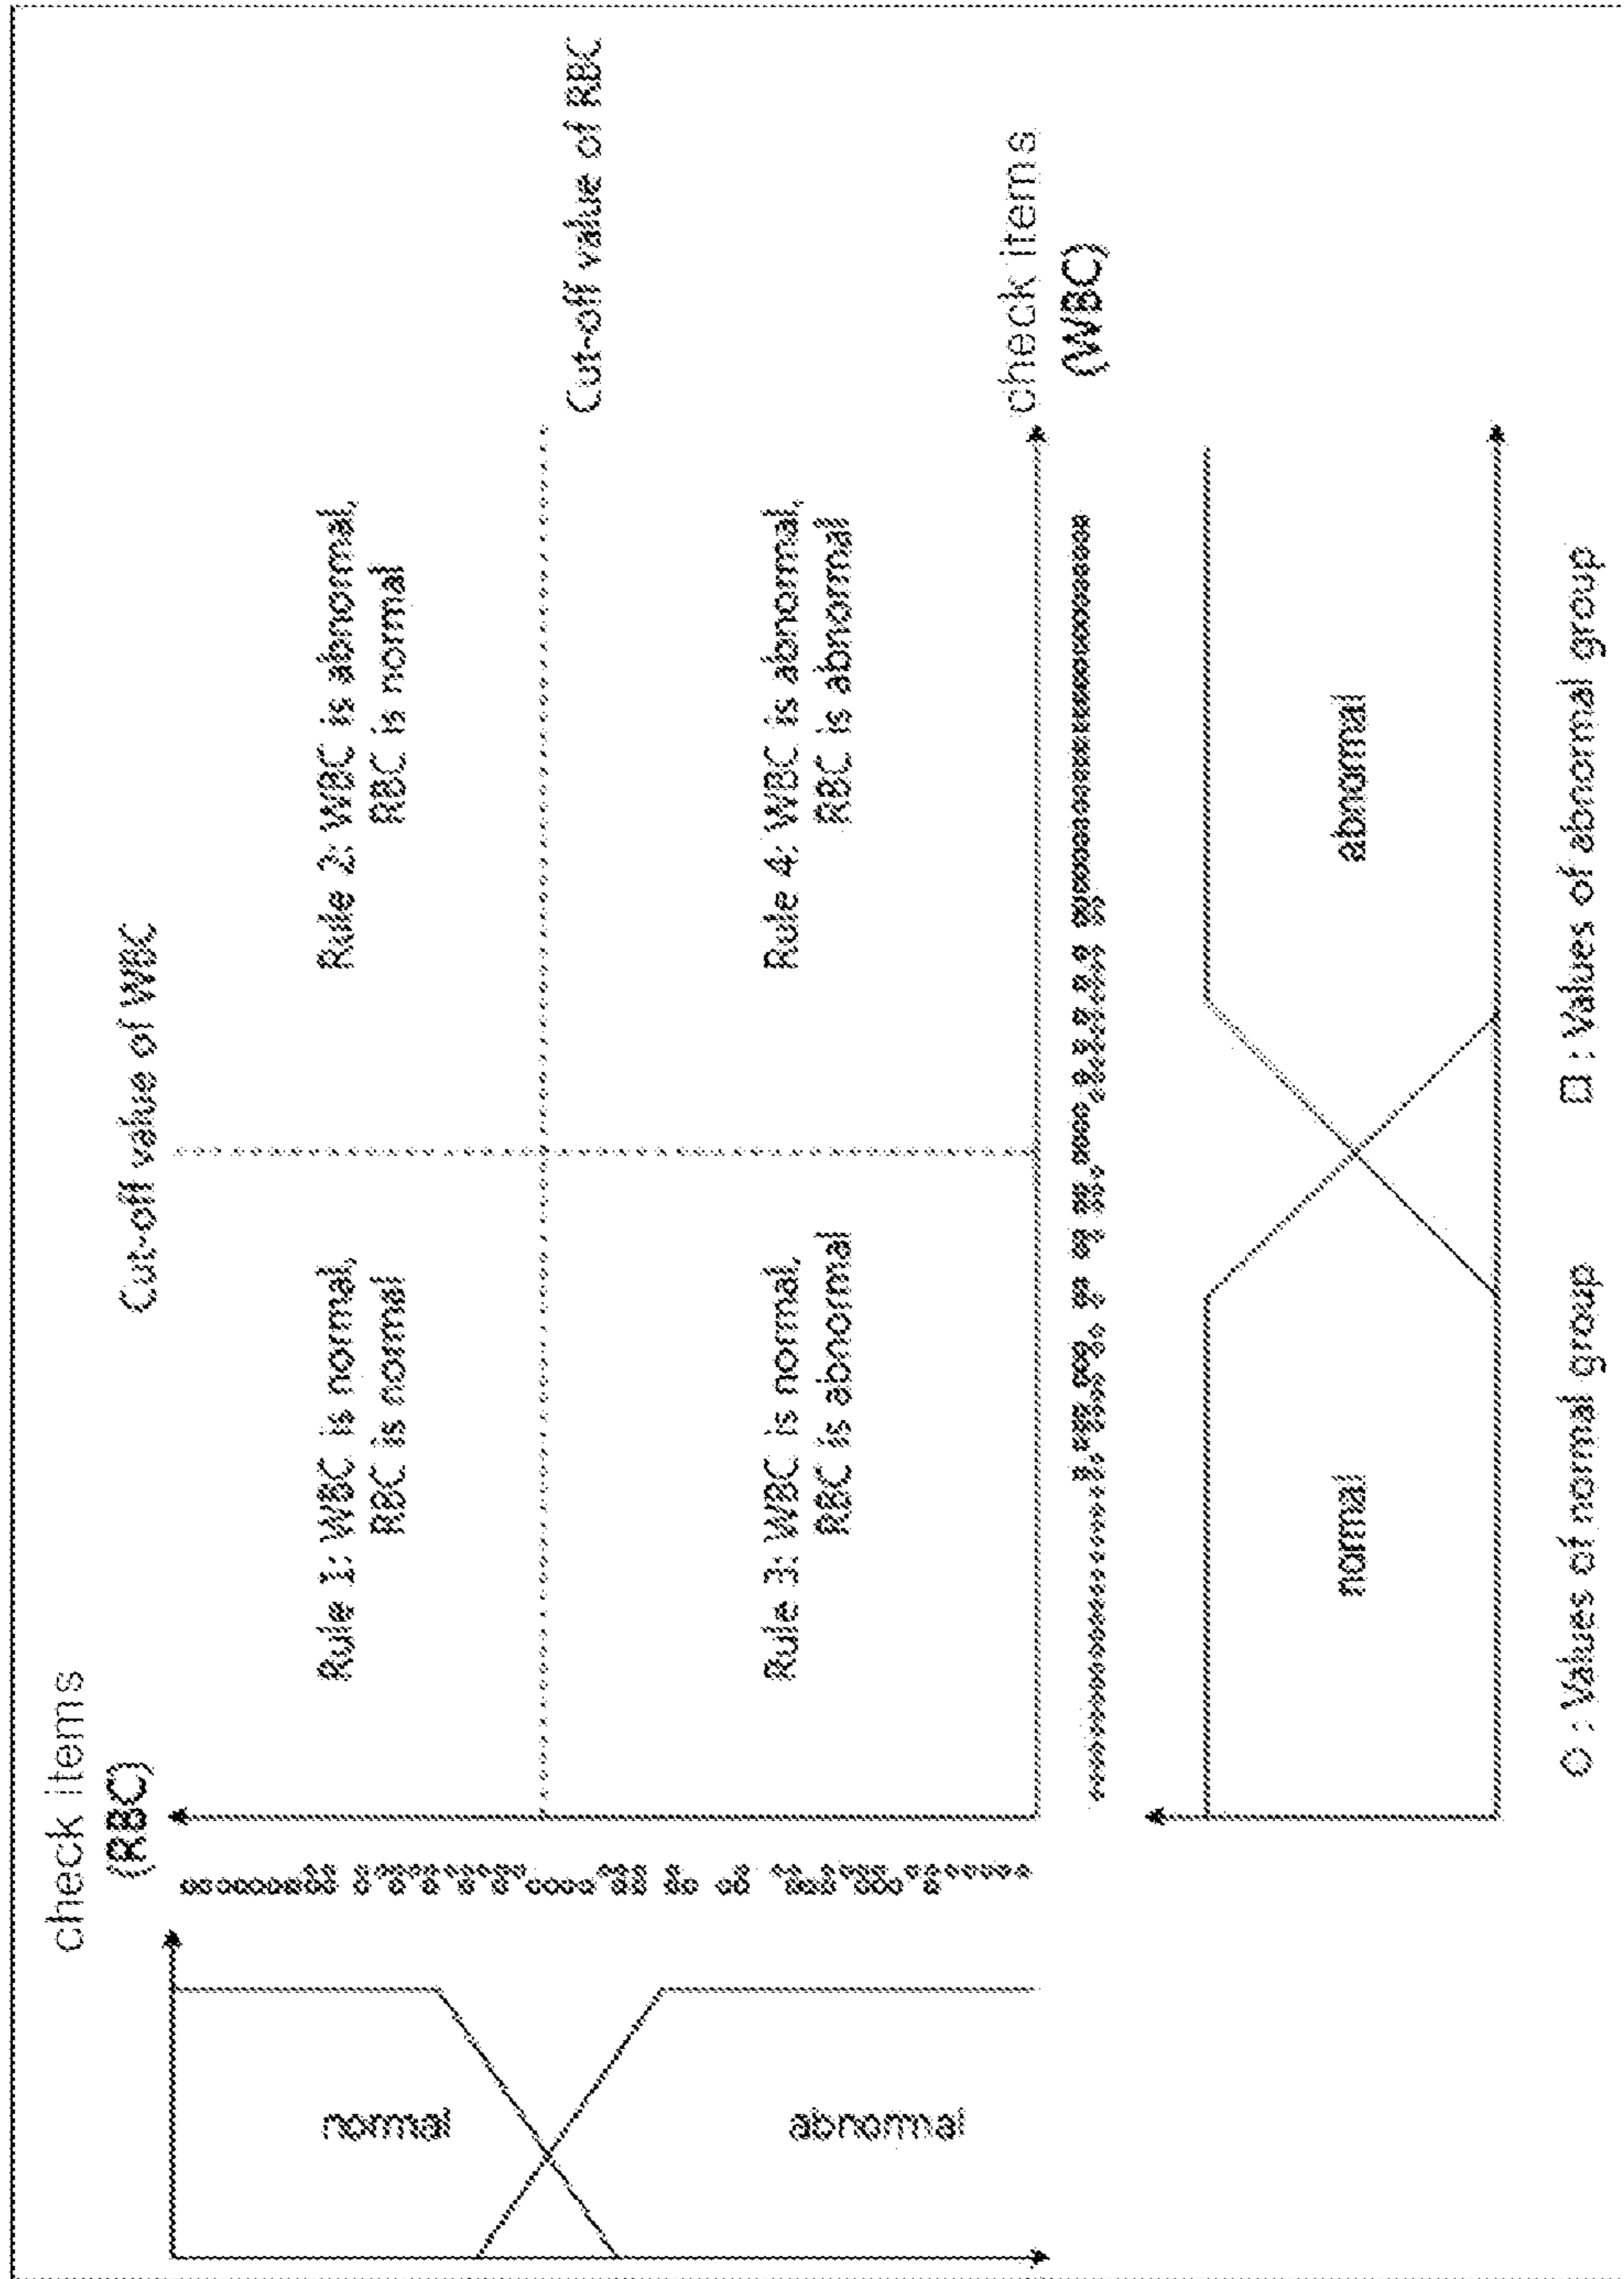 check items
(RBC)
Cut-off value of WBC
Rule 1: WBC is normal,
RBC is normal
Rule 2: WBC is abnormal,
RBC is normal
Cut-off value of RBC
Rule 3: WBC is normal,
RBC is abnormal
Rule 4: WBC is abnormal,
RBC is abnormal
check items
(WBC)
normal
abnormal
normal
abnormal
: Values of normal group
: Values of abnormal group